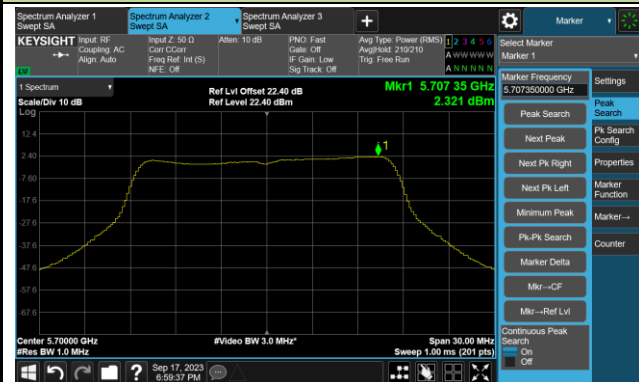 Spectrum Analyzer 1
Swept SA
Spectrum Analyzer 2
Swept SA
Spectrum Analyzer 3
Swept SA
+
Marker
KEYSIGHT
LXI
Input: RF
Coupling: AC
Align: Auto
Input Z: 50 Ω
Corr CCorr
Freq Ref: Int (S)
NFE: Off
Atten: 10 dB
PNO: Fast
Gate: Off
IF Gain: Low
Sig Track: Off
Avg Type: Power (RMS)
Avg|Hold: 210/210
Trig: Free Run
1 2 3 4 5 6
A W W W W W
A N N N N N
Select Marker
Marker 1
1 Spectrum
Scale/Div 10 dB
Log
Ref Lvl Offset 22.40 dB
Ref Level 22.40 dBm
Mkr1 5.707 35 GHz
2.321 dBm
12.4
2.40
-7.60
-17.6
-27.6
-37.6
-47.6
-57.6
-67.6
1
Center 5.70000 GHz
#Res BW 1.0 MHz
#Video BW 3.0 MHz*
Span 30.00 MHz
Sweep 1.00 ms (201 pts)
Marker Frequency
5.707350000 GHz
Peak Search
Next Peak
Next Pk Right
Next Pk Left
Minimum Peak
Pk-Pk Search
Marker Delta
Mkr→CF
Mkr→Ref Lvl
Continuous Peak
Search
On
Off
Settings
Peak
Search
Pk Search
Config
Properties
Marker
Function
Marker→
Counter
?
Sep 17, 2023
6:59:37 PM